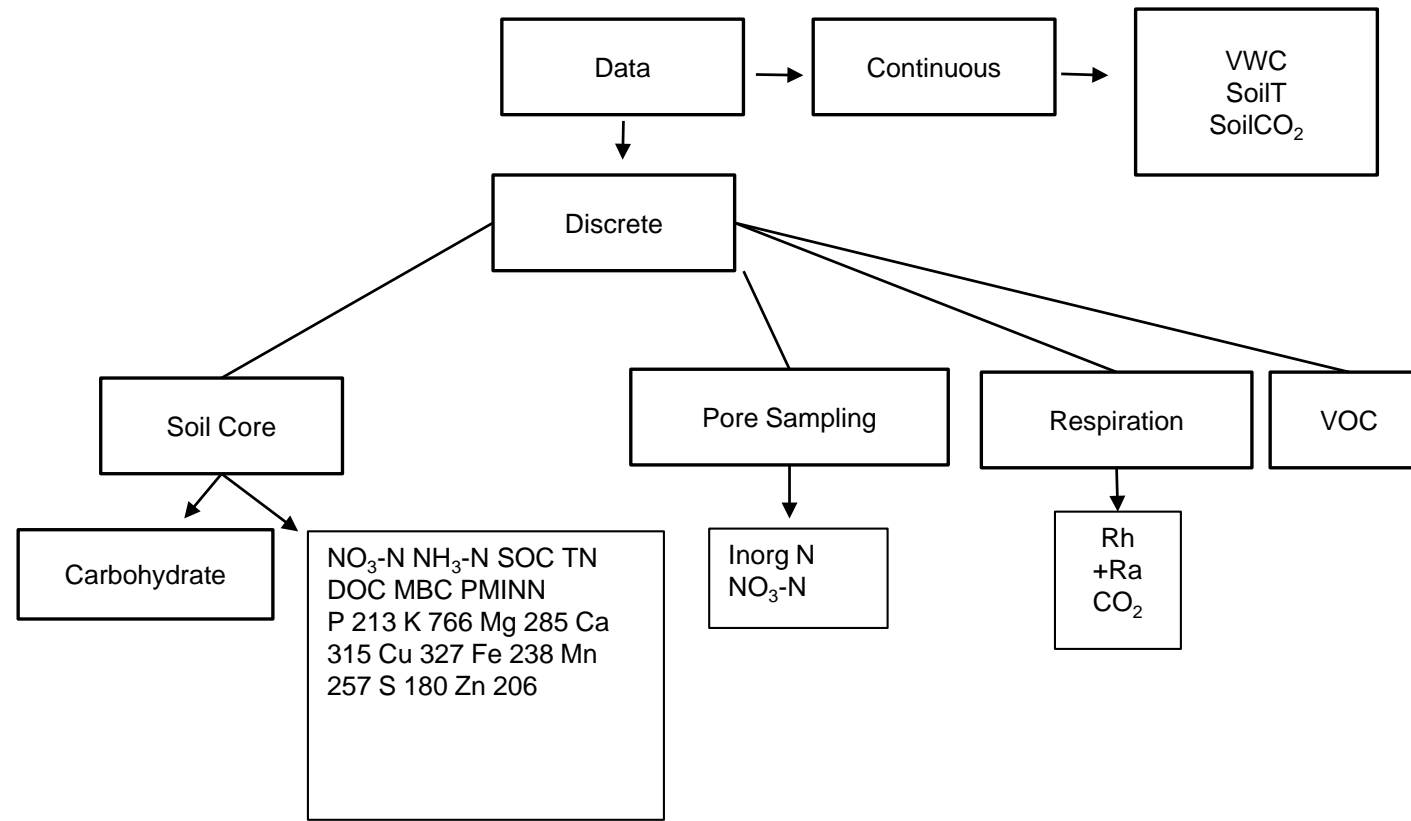 Data
Continuous
VWC
SoilT
SoilCO₂
Discrete
Soil Core
Pore Sampling
Respiration
VOC
Carbohydrate
NO₃-N NH₃-N SOC TN
DOC MBC PMINN
P 213 K 766 Mg 285 Ca
315 Cu 327 Fe 238 Mn
257 S 180 Zn 206
Inorg N
NO₃-N
Rh
+Ra
CO₂